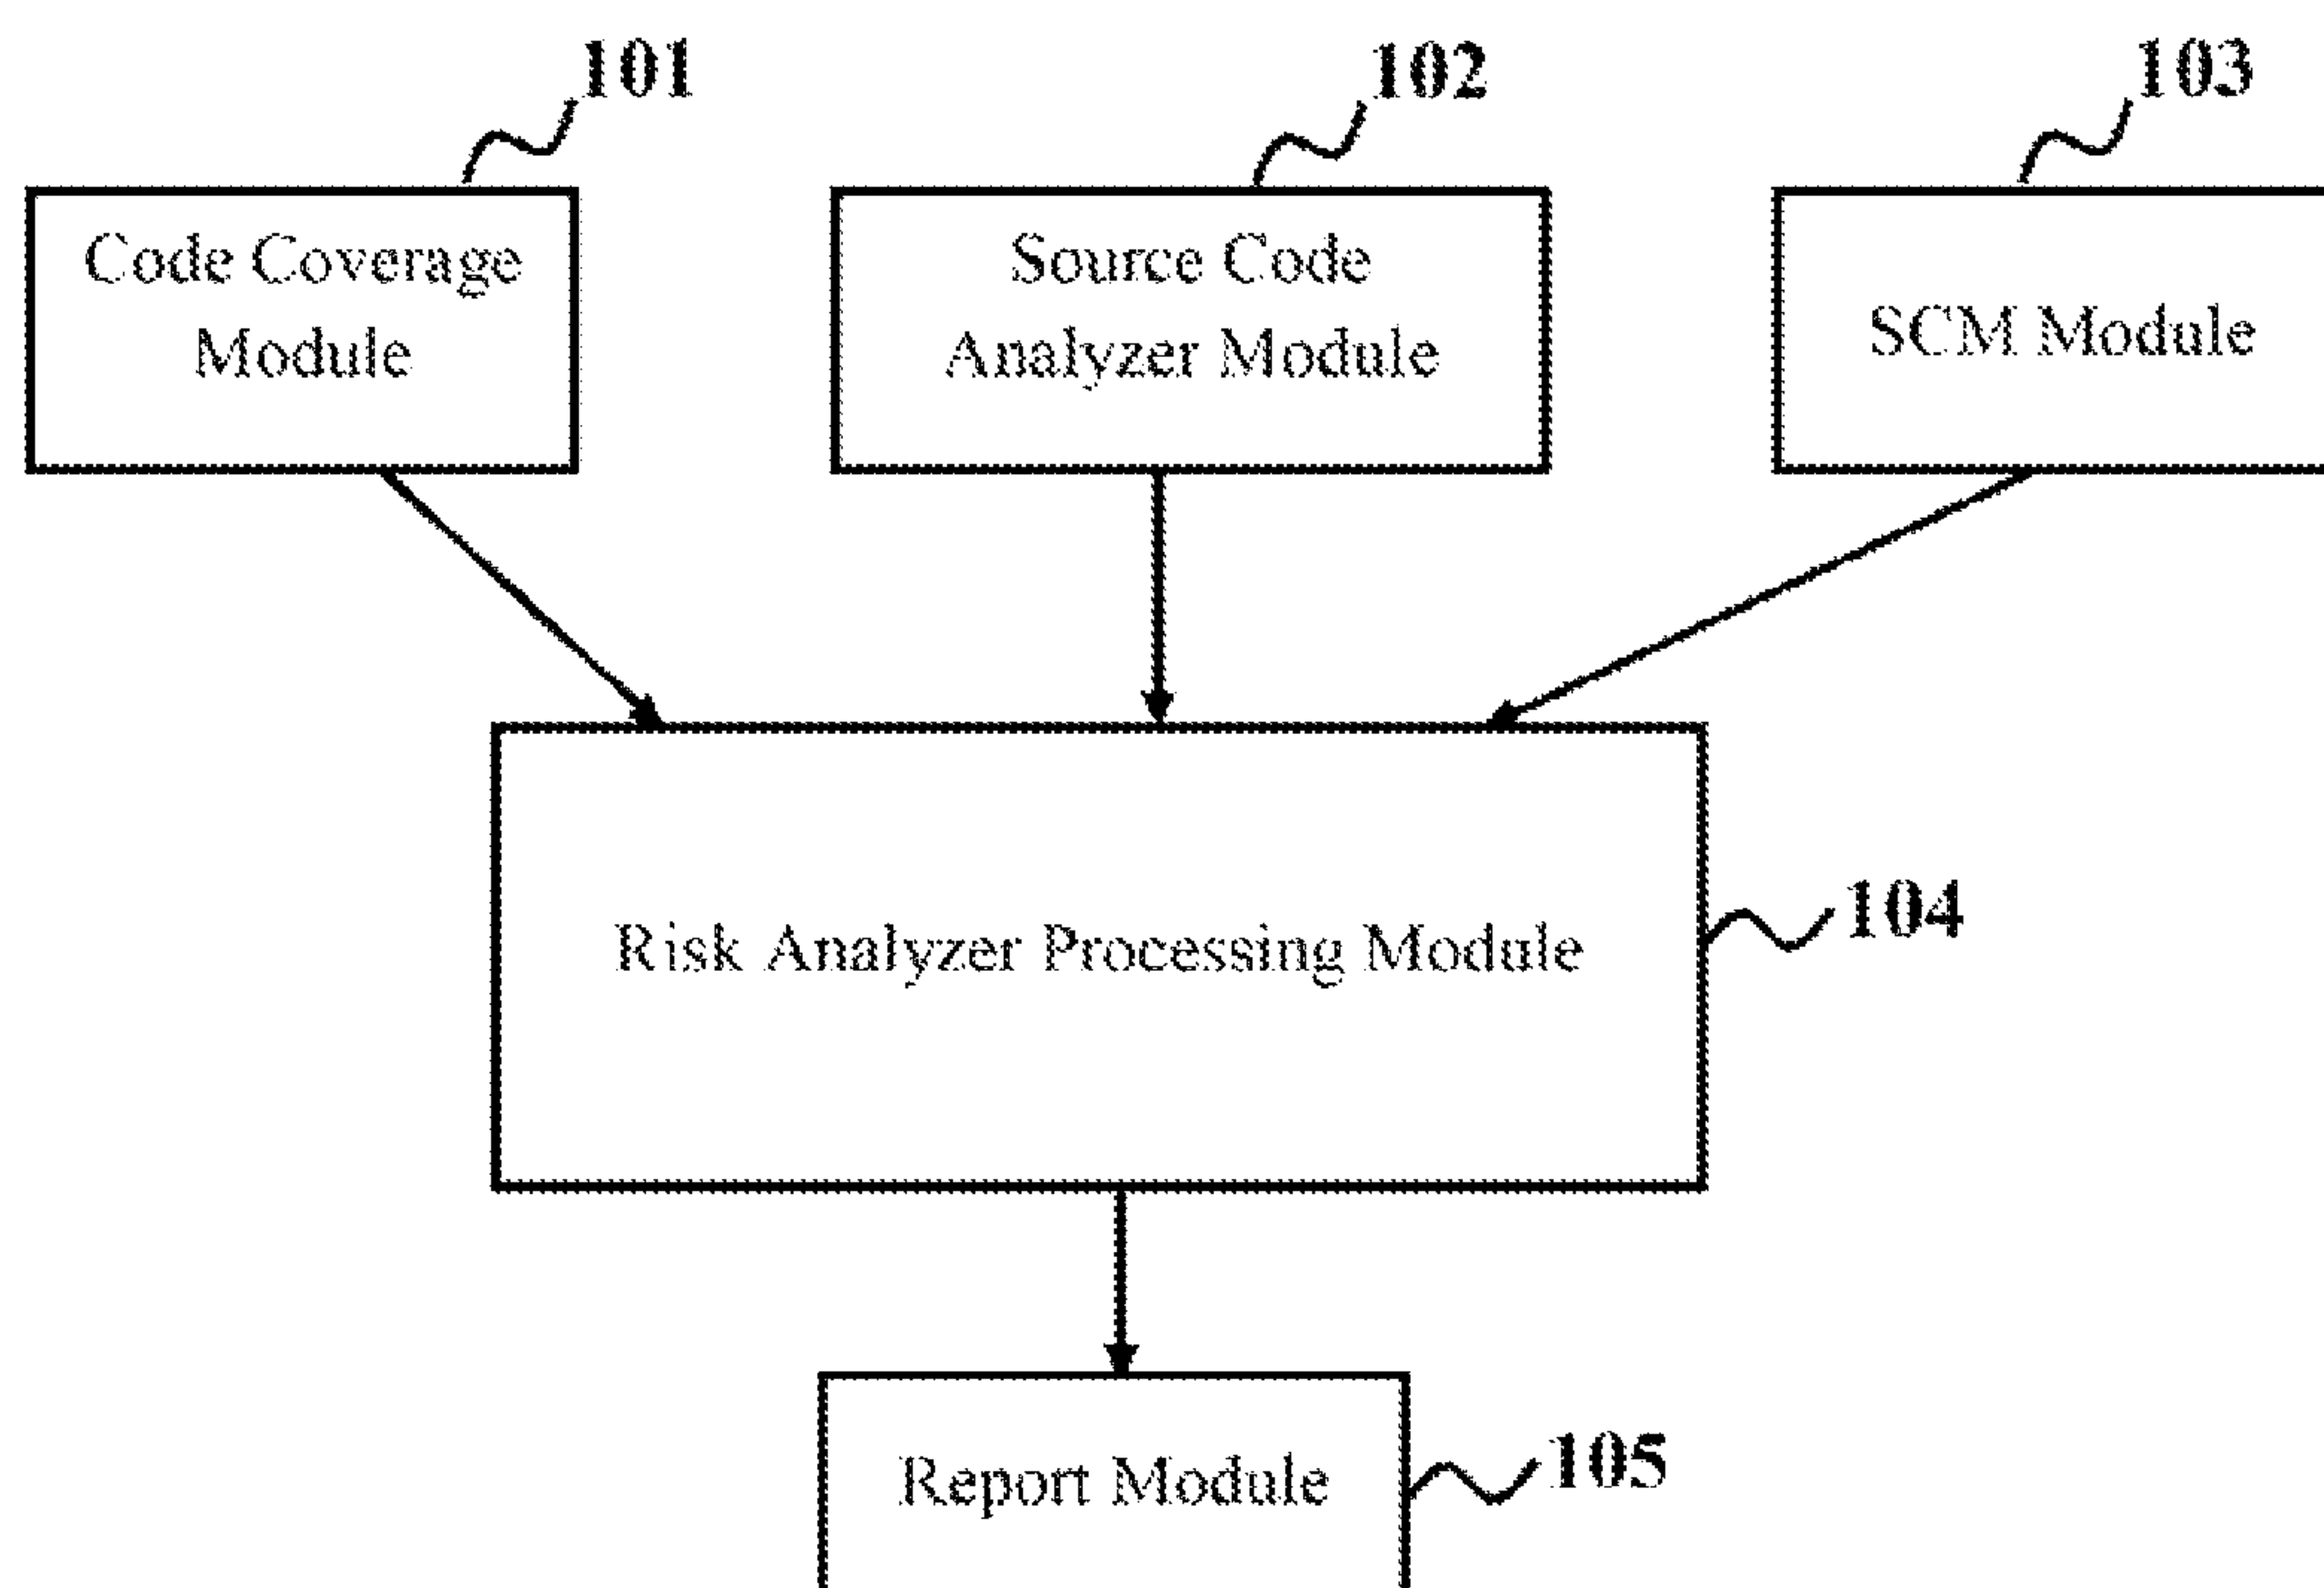 101
102
103
Code Coverage
Module
Source Code
Analyzer Module
SCM Module
Risk Analyzer Processing Module
104
Report Module
105